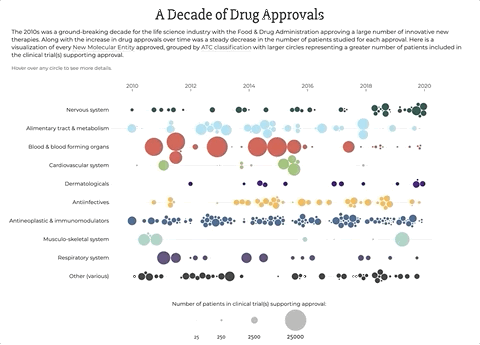 A Decade of Drug Approvals
The 2010s was a ground-breaking decade for the life science industry with the Food & Drug Administration approving a large number of innovative new
therapies. Along with the increase in drug approvals over time was a steady decrease in the number of patients studied for each approval. Here is a
visualization of every New Molecular Entity approved, grouped by ATC classification with larger circles representing a greater number of patients included in
the clinical trial(s) supporting approval.
Hover over any circle to see more details.
2010 2012 2014 2016 2018 2020
Nervous system
Alimentary tract & metabolism
Blood & blood forming organs
Cardiovascular system
Dermatologicals
Antiinfectives
Antineoplastic & immunomodulators
Musculo-skeletal system
Respiratory system
Other (various)
Number of patients in clinical trial(s) supporting approval:
25 250 2500 25000